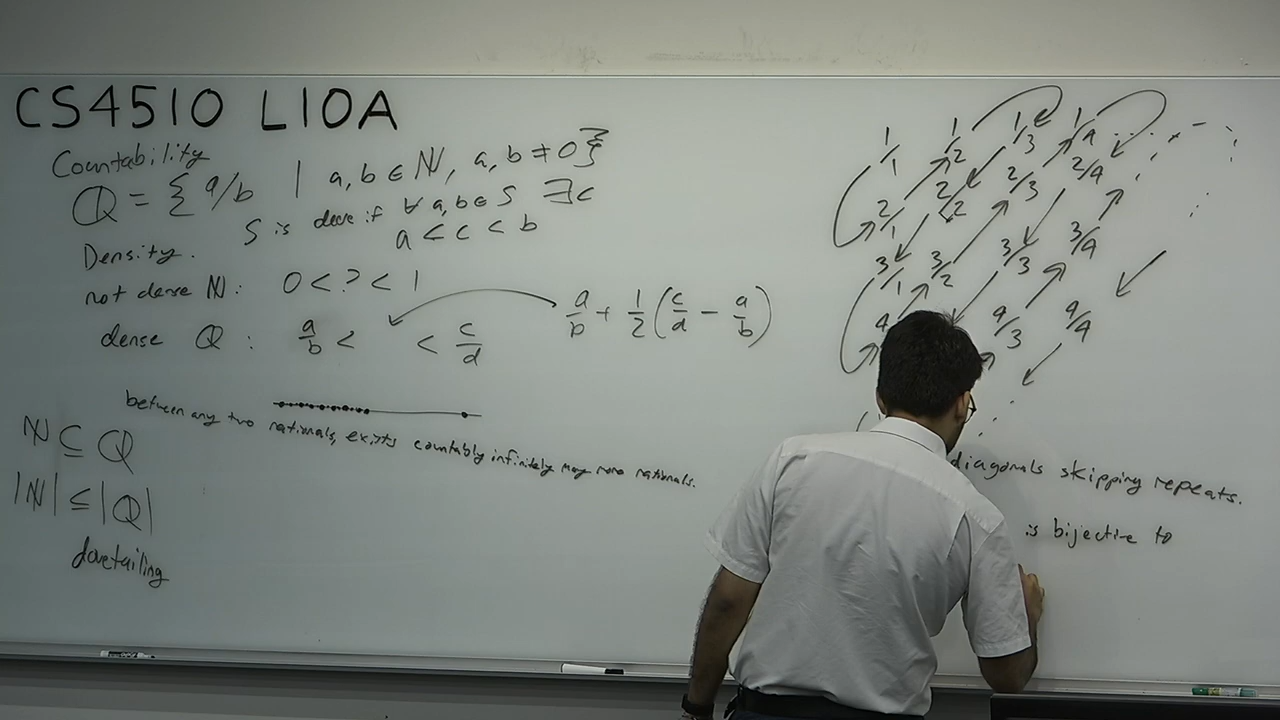 CS4510 L10A
Countability
ℚ = { a/b | a,b ∈ ℕ, a,b ≠ 0 }
S is dense if ∀ a,b ∈ S ∃c
a < c < b
Density.
not dense ℕ: 0 < ? < 1
dense ℚ : a/b < < c/d
a/b + 1/2 (c/d - a/b)
between any two rationals, exists countably infinitely many more rationals.
ℕ ⊆ ℚ
|ℕ| ≤ |ℚ|
dovetailing
1/1 1/2 1/3 1/4 ...
2/1 2/2 2/3 2/4
3/1 3/2 3/3 3/4
4 4/3 4/4
diagonals skipping repeats.
is bijective to